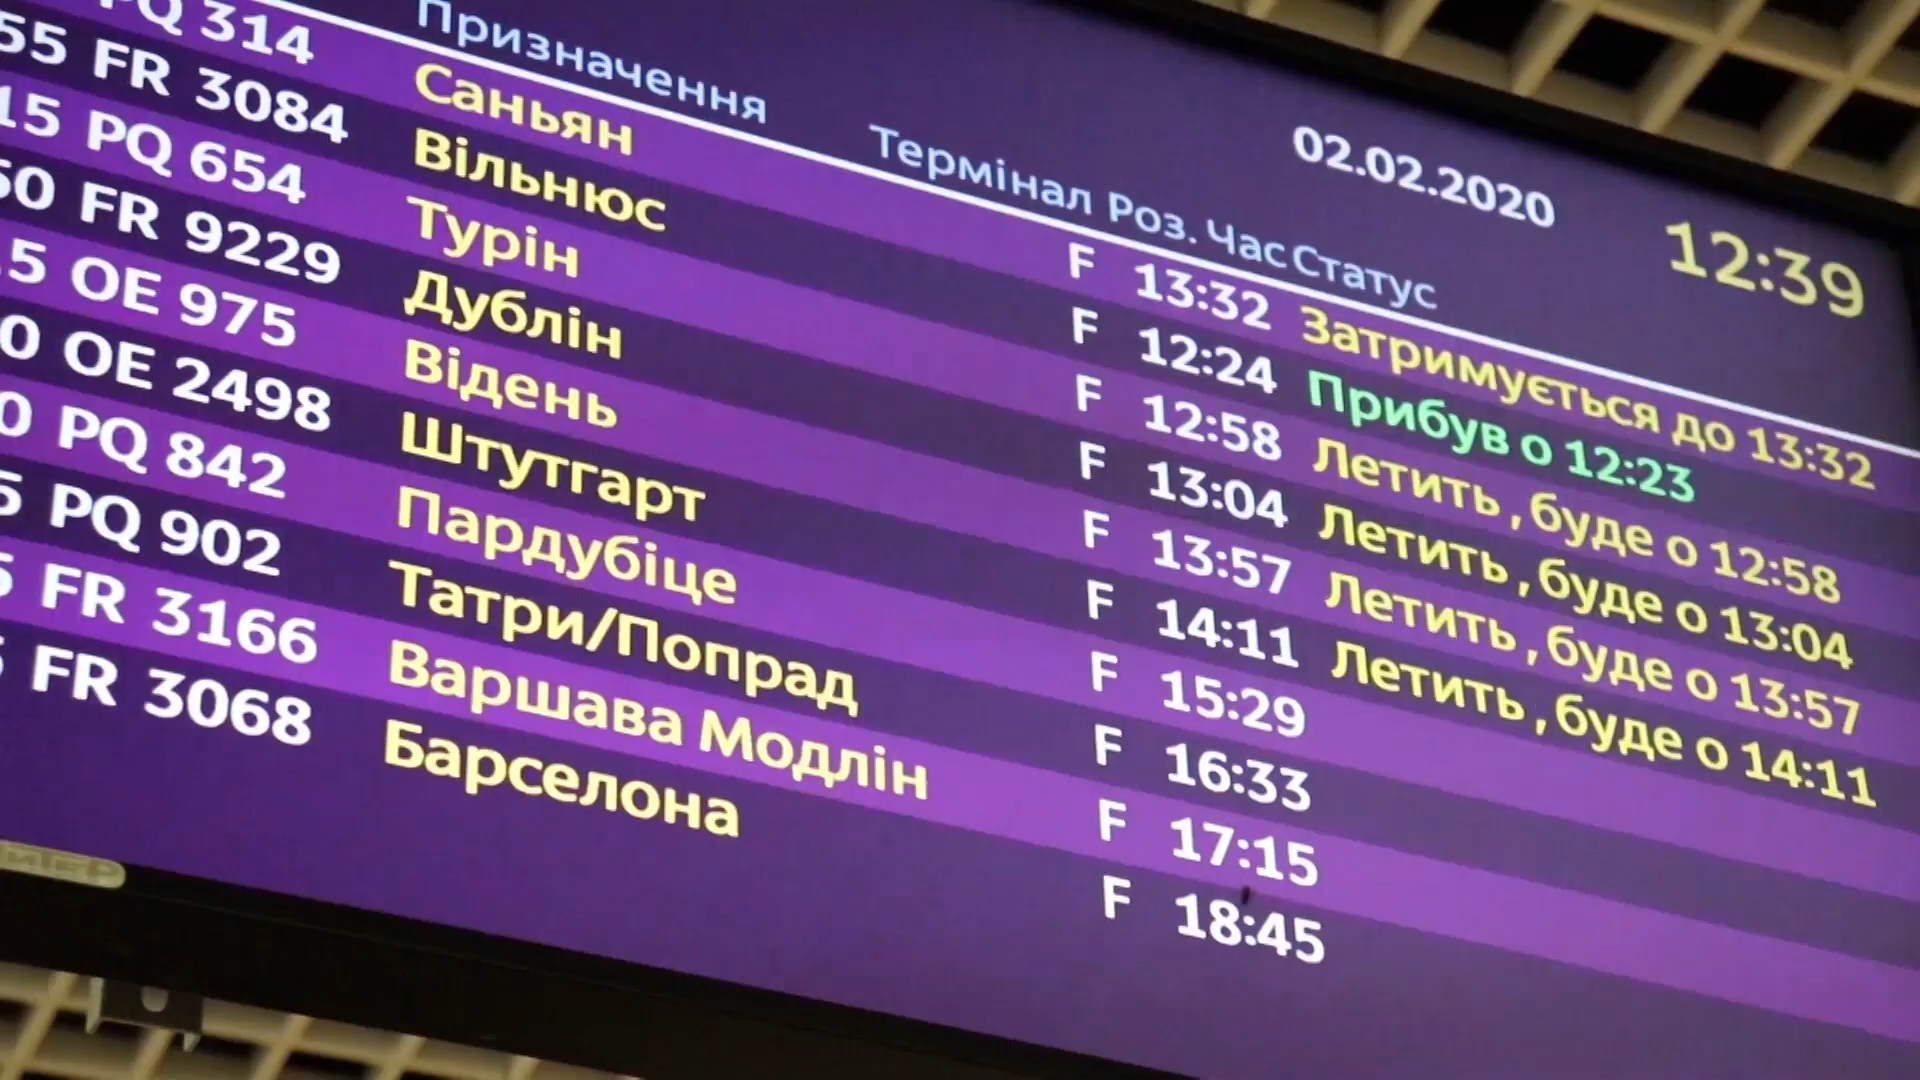 Призначення Термінал Роз. Час Статус 02.02.2020 12:39
PQ 314 Саньян F 13:32 Затримується до 13:32
55 FR 3084 Вільнюс F 12:24 Прибув о 12:23
15 PQ 654 Турін F 12:58 Летить , буде о 12:58
50 FR 9229 Дублін F 13:04 Летить , буде о 13:04
5 OE 975 Відень F 13:57 Летить , буде о 13:57
0 OE 2498 Штутгарт F 14:11 Летить , буде о 14:11
0 PQ 842 Пардубіце F 15:29
5 PQ 902 Татри/Попрад F 16:33
5 FR 3166 Варшава Модлін F 17:15
5 FR 3068 Барселона F 18:45